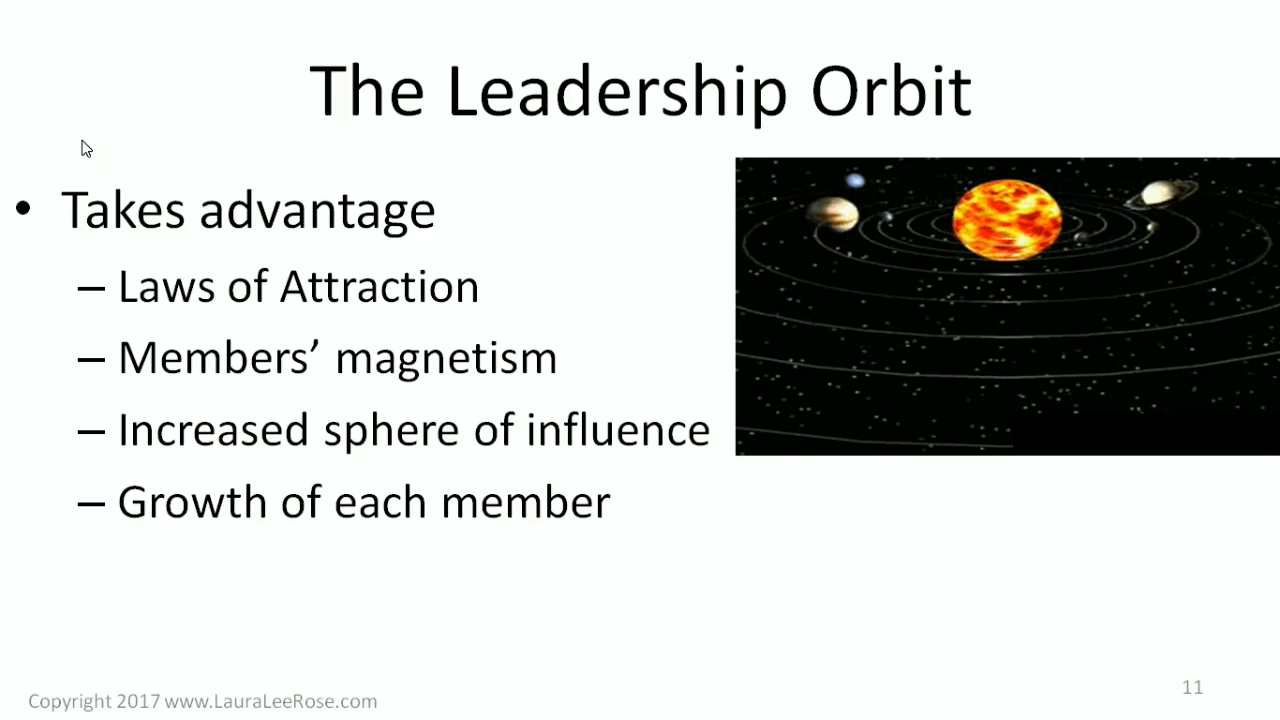 The Leadership Orbit
• Takes advantage
– Laws of Attraction
– Members’ magnetism
– Increased sphere of influence
– Growth of each member
Copyright 2017 www.LauraLeeRose.com
11